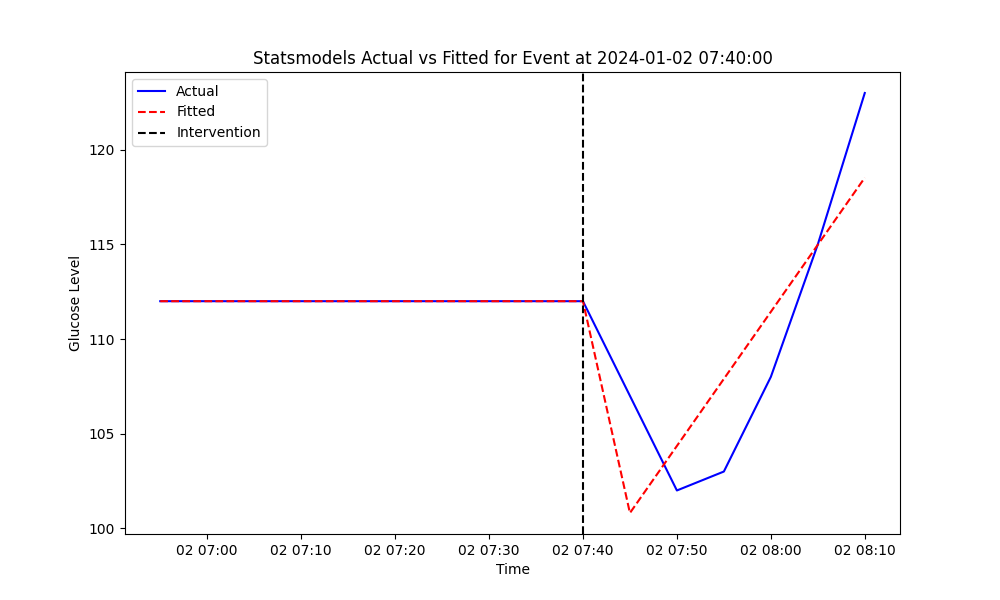 Statsmodels Actual vs Fitted for Event at 2024-01-02 07:40:00
Actual
Fitted
Intervention
120
115
110
105
100
Glucose Level
02 07:00
02 07:10
02 07:20
02 07:30
02 07:40
02 07:50
02 08:00
02 08:10
Time